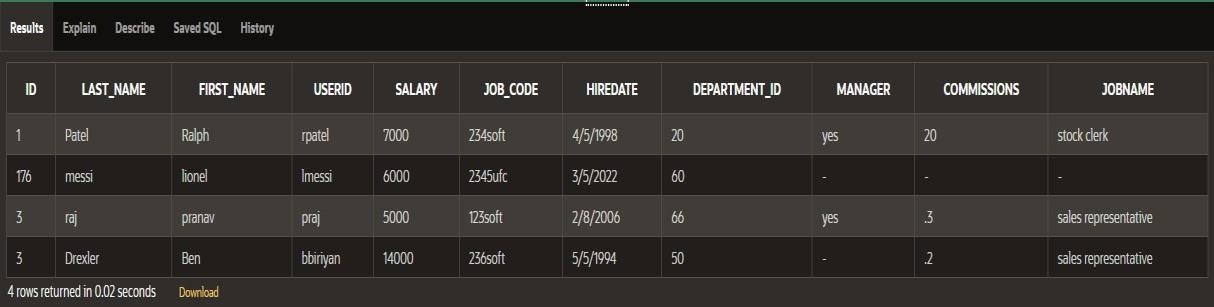 Results Explain Describe Saved SQL History
ID LAST_NAME FIRST_NAME USERID SALARY JOB_CODE HIREDATE DEPARTMENT_ID MANAGER COMMISSIONS JOBNAME
1 Patel Ralph rpatel 7000 234soft 4/5/1998 20 yes 20 stock clerk
176 messi lionel lmessi 6000 2345ufc 3/5/2022 60 - - -
3 raj pranav praj 5000 123soft 2/8/2006 66 yes .3 sales representative
3 Drexler Ben bbiriyan 14000 236soft 5/5/1994 50 - .2 sales representative
4 rows returned in 0.02 seconds Download